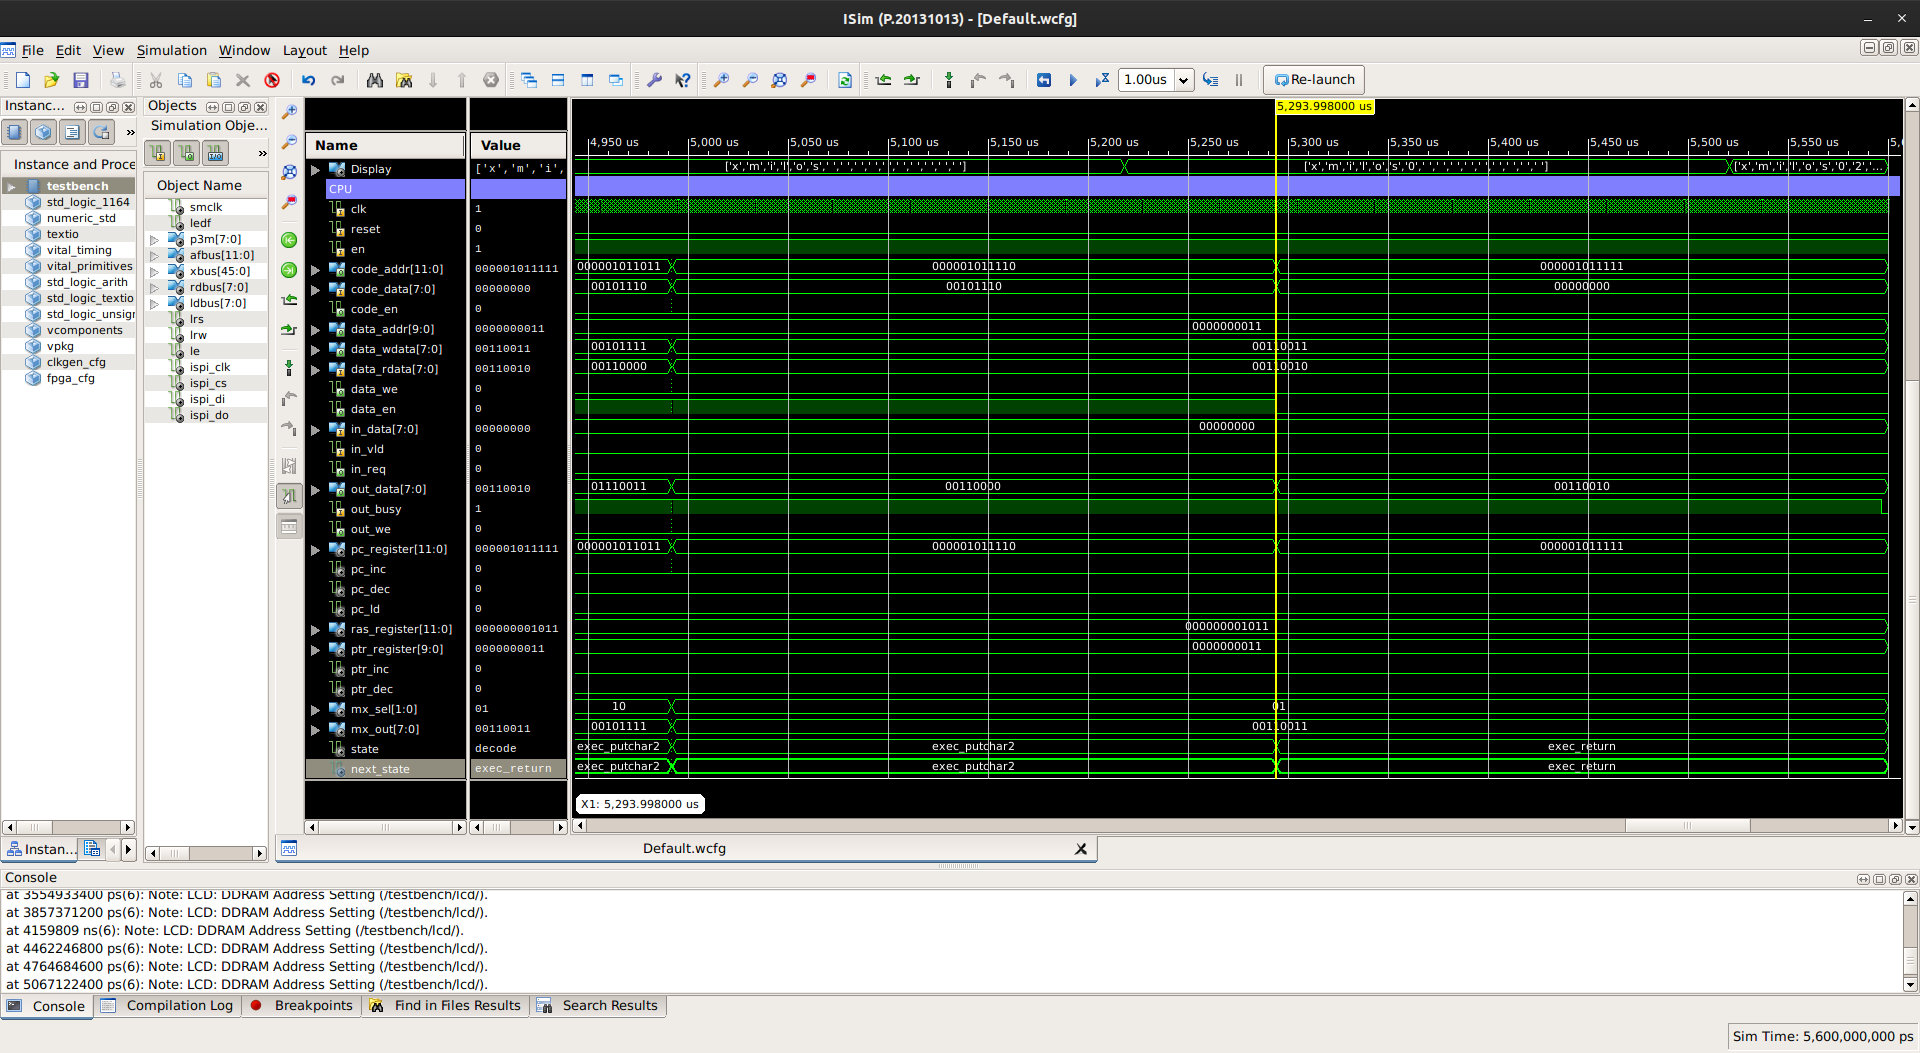 ISim (P.20131013) - [Default.wcfg]
File Edit View Simulation Window Layout Help
1.00us Re-launch
Instanc...
Instance and Proce
testbench
std_logic_1164
numeric_std
textio
vital_timing
vital_primitives
std_logic_arith
std_logic_textio
std_logic_unsign
vcomponents
vpkg
clkgen_cfg
fpga_cfg
Instan...
Objects
Simulation Obje...
Object Name
smclk
ledf
p3m[7:0]
afbus[11:0]
xbus[45:0]
rdbus[7:0]
ldbus[7:0]
lrs
lrw
le
ispi_clk
ispi_cs
ispi_di
ispi_do
5,293.998000 us
4,950 us 5,000 us 5,050 us 5,100 us 5,150 us 5,200 us 5,250 us 5,300 us 5,350 us 5,400 us 5,450 us 5,500 us 5,550 us
Name Value
Display ['x','m','i',
CPU
clk 1
reset 0
en 1
code_addr[11:0] 000001011111 000001011011 000001011110 000001011111
code_data[7:0] 00000000 00101110 00101110 00000000
code_en 0
data_addr[9:0] 0000000011 0000000011
data_wdata[7:0] 00110011 00101111 00110011
data_rdata[7:0] 00110010 00110000 00110010
data_we 0
data_en 0
in_data[7:0] 00000000 00000000
in_vld 0
in_req 0
out_data[7:0] 00110010 01110011 00110000 00110010
out_busy 1
out_we 0
pc_register[11:0] 000001011111 000001011011 000001011110 000001011111
pc_inc 0
pc_dec 0
pc_ld 0
ras_register[11:0] 000000001011 000000001011
ptr_register[9:0] 0000000011 0000000011
ptr_inc 0
ptr_dec 0
mx_sel[1:0] 01 10 01
mx_out[7:0] 00110011 00101111 00110011
state decode exec_putchar2 exec_putchar2 exec_return
next_state exec_return exec_putchar2 exec_putchar2 exec_return
X1: 5,293.998000 us
Default.wcfg
Console
at 3554933400 ps(6): Note: LCD: DDRAM Address Setting (/testbench/lcd/).
at 3857371200 ps(6): Note: LCD: DDRAM Address Setting (/testbench/lcd/).
at 4159809 ns(6): Note: LCD: DDRAM Address Setting (/testbench/lcd/).
at 4462246800 ps(6): Note: LCD: DDRAM Address Setting (/testbench/lcd/).
at 4764684600 ps(6): Note: LCD: DDRAM Address Setting (/testbench/lcd/).
at 5067122400 ps(6): Note: LCD: DDRAM Address Setting (/testbench/lcd/).
Console Compilation Log Breakpoints Find in Files Results Search Results
Sim Time: 5,600,000,000 ps